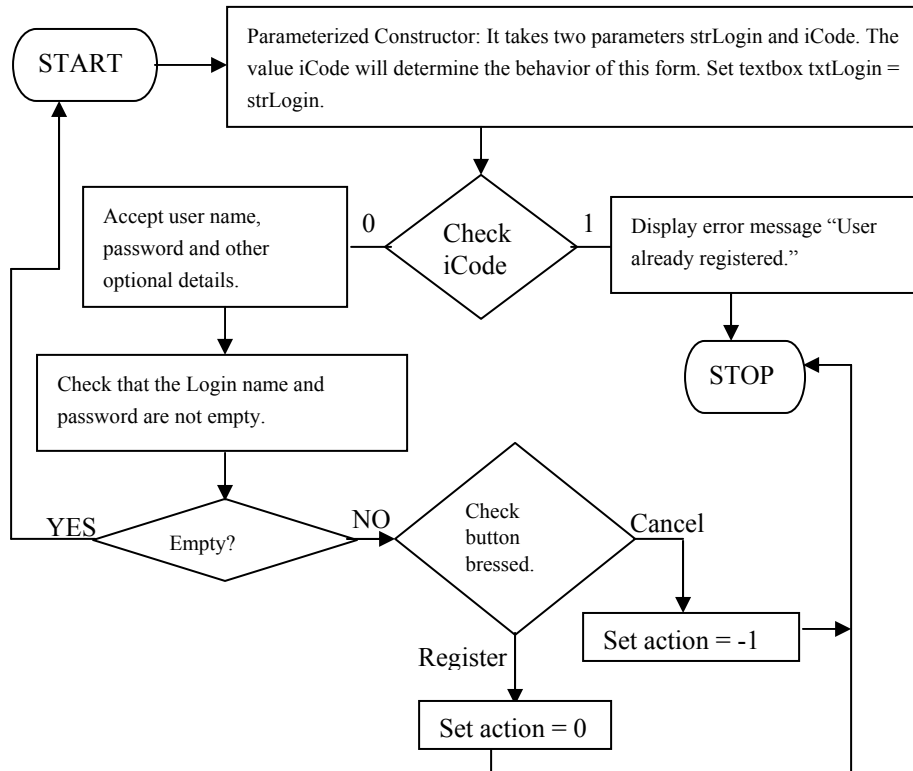 START
Parameterized Constructor: It takes two parameters strLogin and iCode. The
value iCode will determine the behavior of this form. Set textbox txtLogin =
strLogin.
Accept user name,
password and other
optional details.
0
Check
iCode
1
Display error message “User
already registered.”
Check that the Login name and
password are not empty.
STOP
YES
Empty?
NO
Check
button
bressed.
Cancel
Set action = -1
Register
Set action = 0